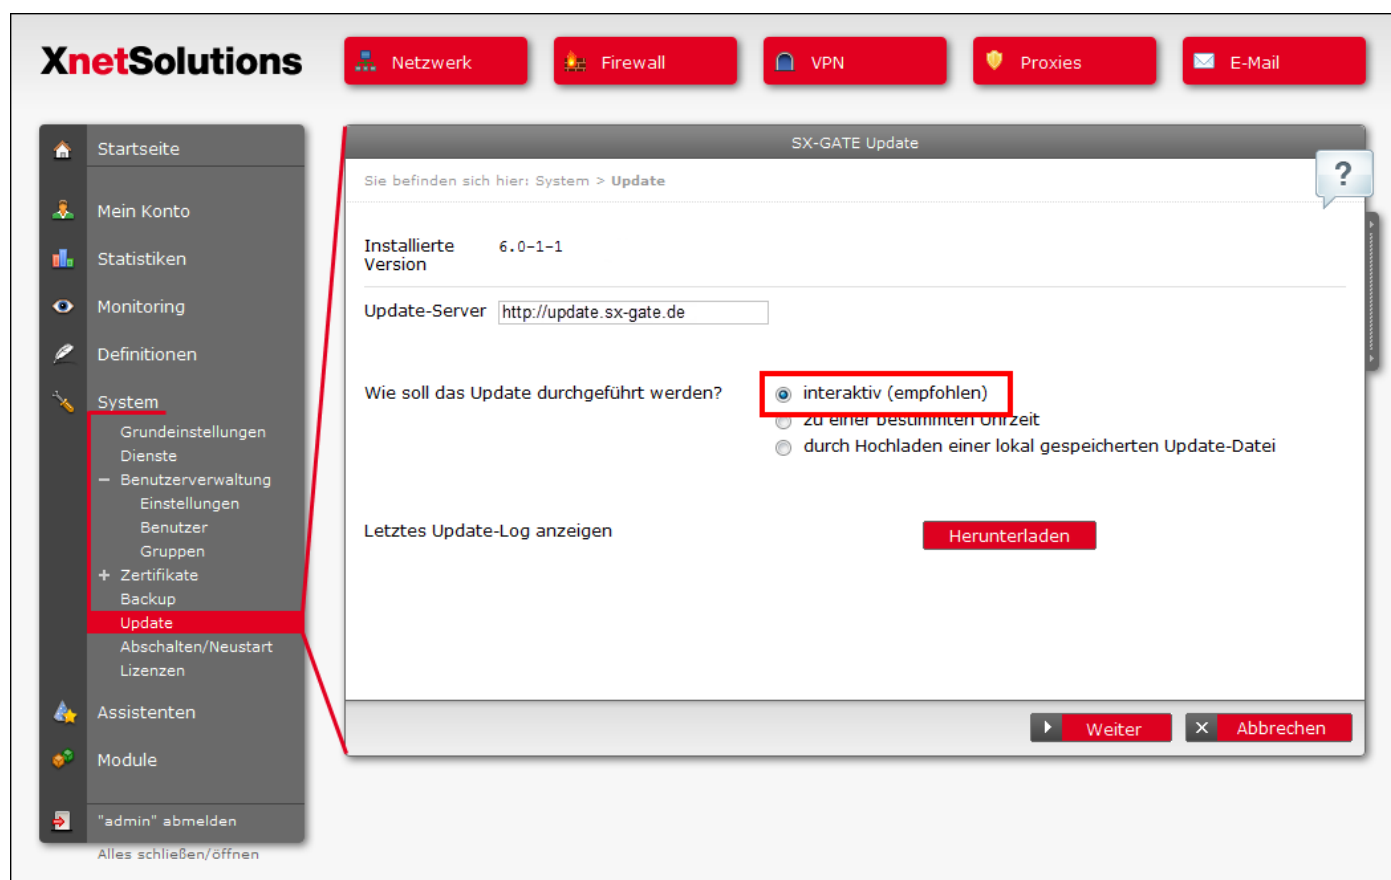 XnetSolutions
Netzwerk
Firewall
VPN
Proxies
E-Mail
Startseite
Mein Konto
Statistiken
Monitoring
Definitionen
System
Grundeinstellungen
Dienste
− Benutzerverwaltung
Einstellungen
Benutzer
Gruppen
+ Zertifikate
Backup
Update
Abschalten/Neustart
Lizenzen
Assistenten
Module
"admin" abmelden
Alles schließen/öffnen
SX-GATE Update
?
Sie befinden sich hier: System > Update
Installierte
Version
6.0-1-1
Update-Server
http://update.sx-gate.de
Wie soll das Update durchgeführt werden?
interaktiv (empfohlen)
zu einer bestimmten Uhrzeit
durch Hochladen einer lokal gespeicherten Update-Datei
Letztes Update-Log anzeigen
Herunterladen
Weiter
Abbrechen